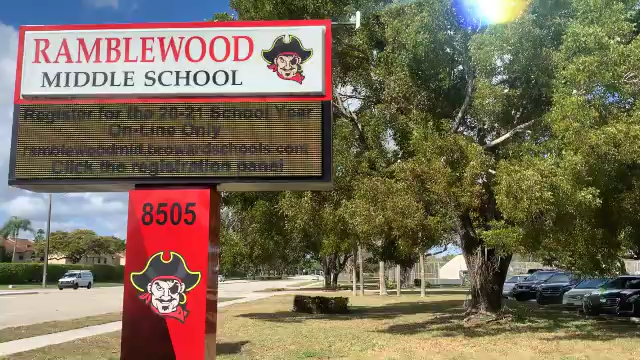 RAMBLEWOOD
MIDDLE SCHOOL
Register for the 20-21 School Year
On-Line Only
ramblewoodmid.browardschools.com
Click the registration panel
8505